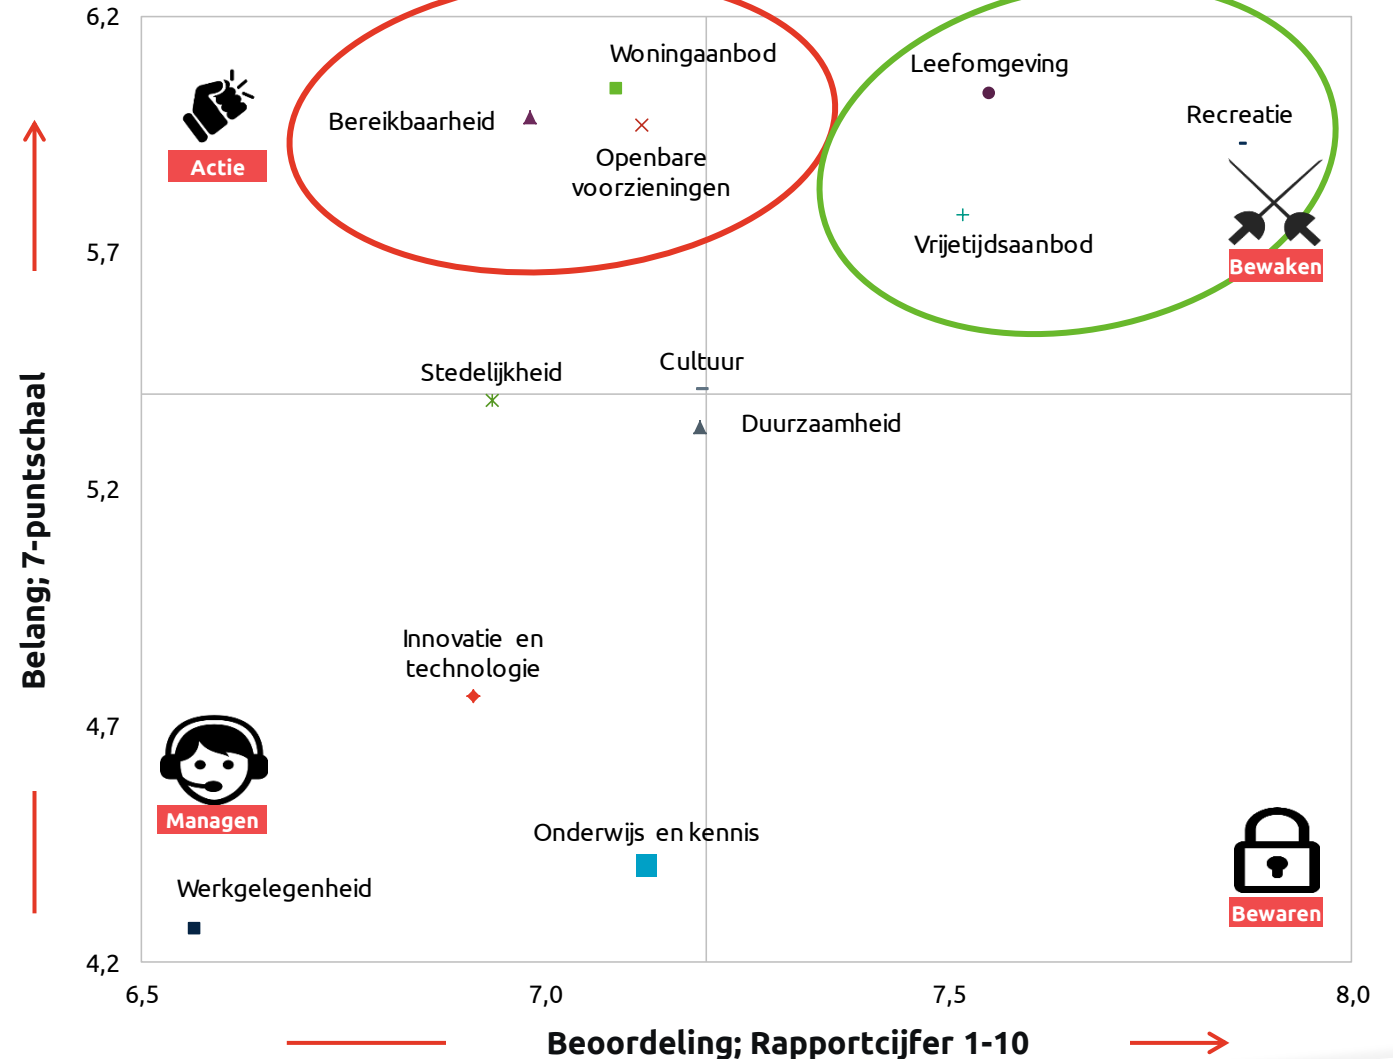 6,2
Woningaanbod
Leefomgeving
Bereikbaarheid
Recreatie
Actie
Openbare
voorzieningen
5,7
Vrijetijdsaanbod
Bewaken
Stedelijkheid
Cultuur
Duurzaamheid
Belang; 7-puntschaal
5,2
Innovatie en
technologie
4,7
Managen
Onderwijs en kennis
Werkgelegenheid
Bewaren
4,2
6,5
7,0
7,5
8,0
Beoordeling; Rapportcijfer 1-10